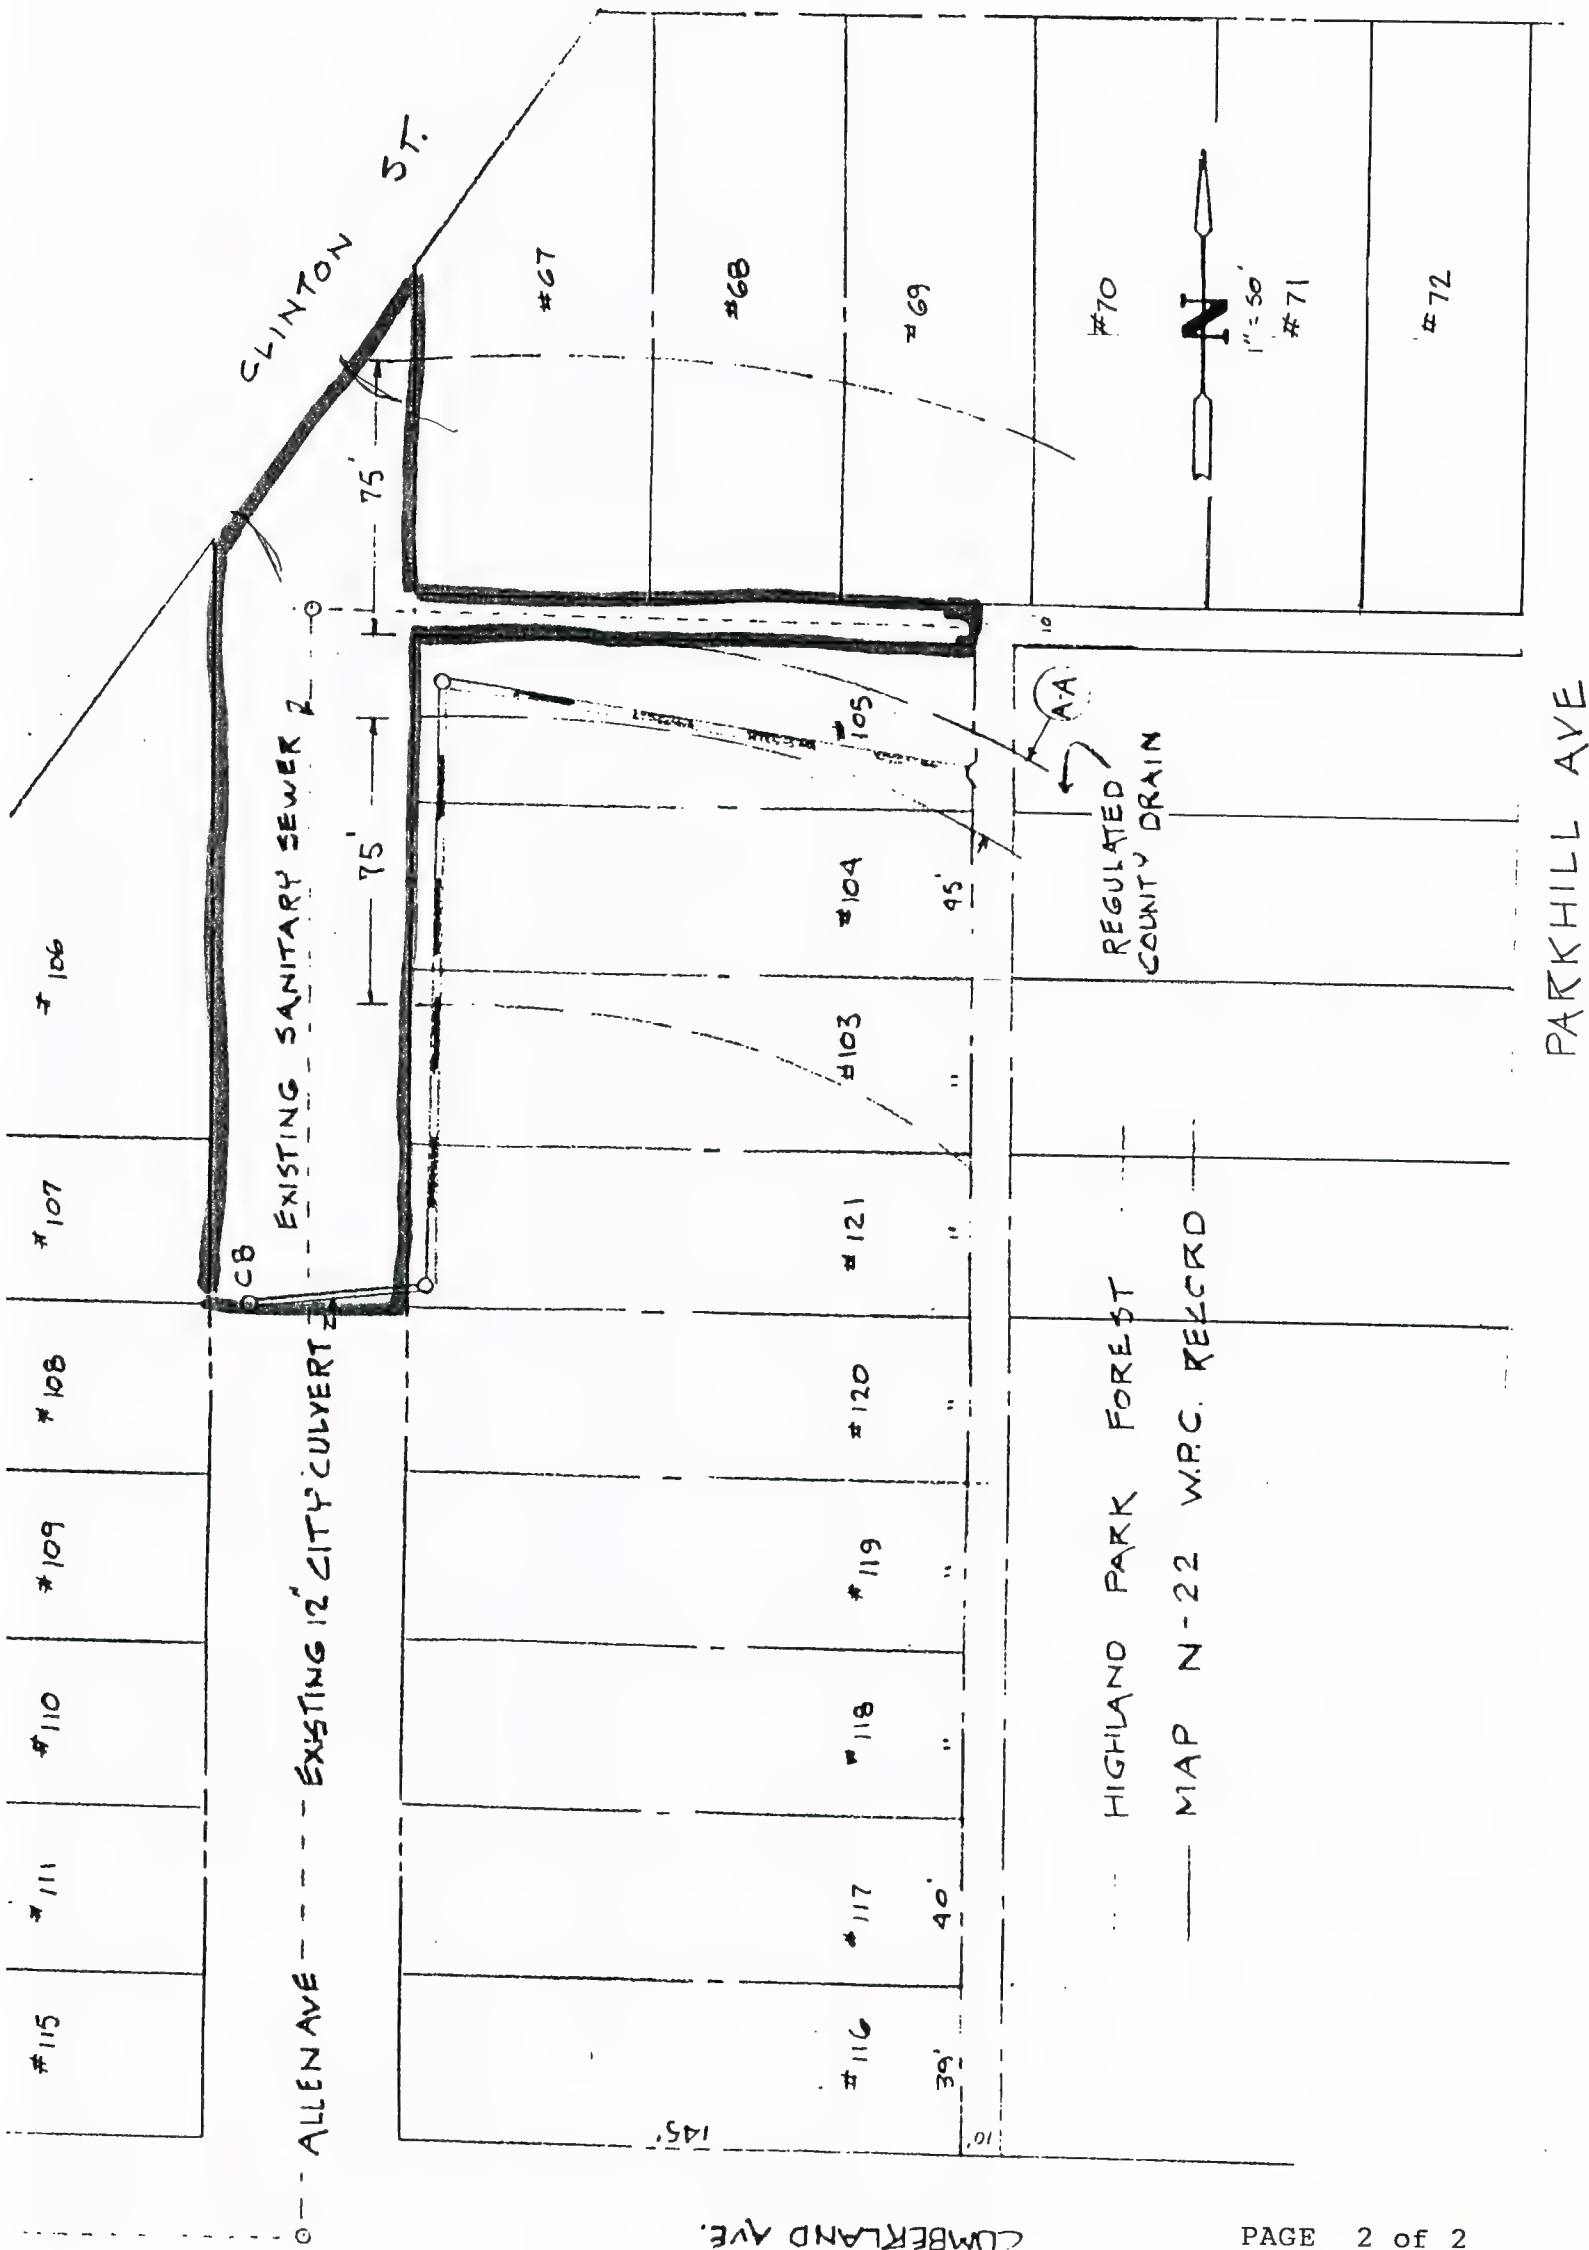 CLINTON ST.
#67
#68
#69
#70
#71
#72
N
1"=50'
75'
75'
#106
#107
#108
#109
#110
#111
#115
EXISTING SANITARY SEWER
CB
ALLEN AVE
EXISTING 12" CITY CULVERT
#105
#104
#103
#121
#120
#119
#118
#117
#116
45'
"
"
"
"
"
40'
39'
145'
10'
10
A-A
REGULATED
COUNTY DRAIN
HIGHLAND PARK FOREST
MAP N-22 W.P.C. RECORD
PARKHILL AVE
CUMBERLAND AVE.
PAGE 2 of 2